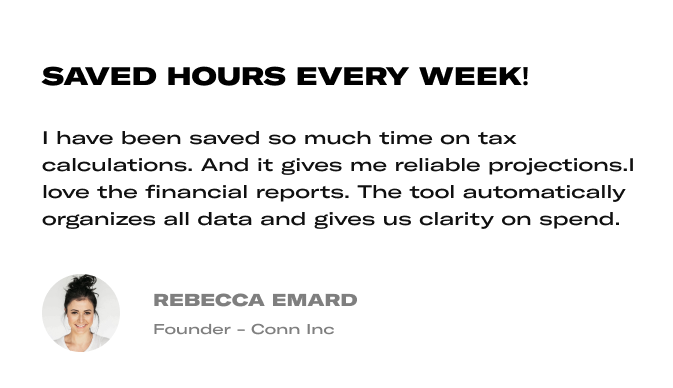 SAVED HOURS EVERY WEEK!
I have been saved so much time on tax
calculations. And it gives me reliable projections.I
love the financial reports. The tool automatically
organizes all data and gives us clarity on spend.
REBECCA EMARD
Founder – Conn Inc